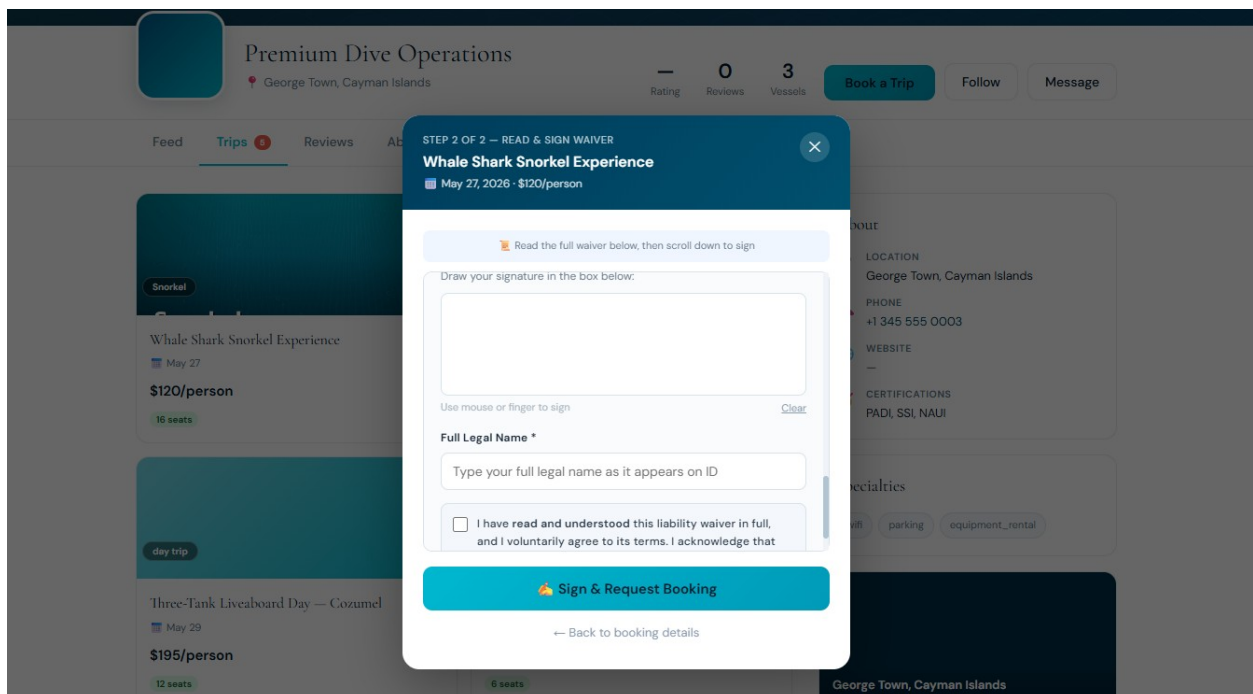 Premium Dive Operations
George Town, Cayman Islands
—
Rating
0
Reviews
3
Vessels
Book a Trip
Follow
Message
Feed
Trips
Reviews
STEP 2 OF 2 — READ & SIGN WAIVER
Whale Shark Snorkel Experience
May 27, 2026 · $120/person
Read the full waiver below, then scroll down to sign
Draw your signature in the box below:
Use mouse or finger to sign
Clear
Full Legal Name *
Type your full legal name as it appears on ID
I have read and understood this liability waiver in full,
and I voluntarily agree to its terms. I acknowledge that
Sign & Request Booking
← Back to booking details
Snorkel
Whale Shark Snorkel Experience
May 27
$120/person
16 seats
day trip
Three-Tank Liveaboard Day — Cozumel
May 29
$195/person
12 seats
6 seats
LOCATION
George Town, Cayman Islands
PHONE
+1 345 555 0003
WEBSITE
—
CERTIFICATIONS
PADI, SSI, NAUI
parking
equipment_rental
George Town, Cayman Islands